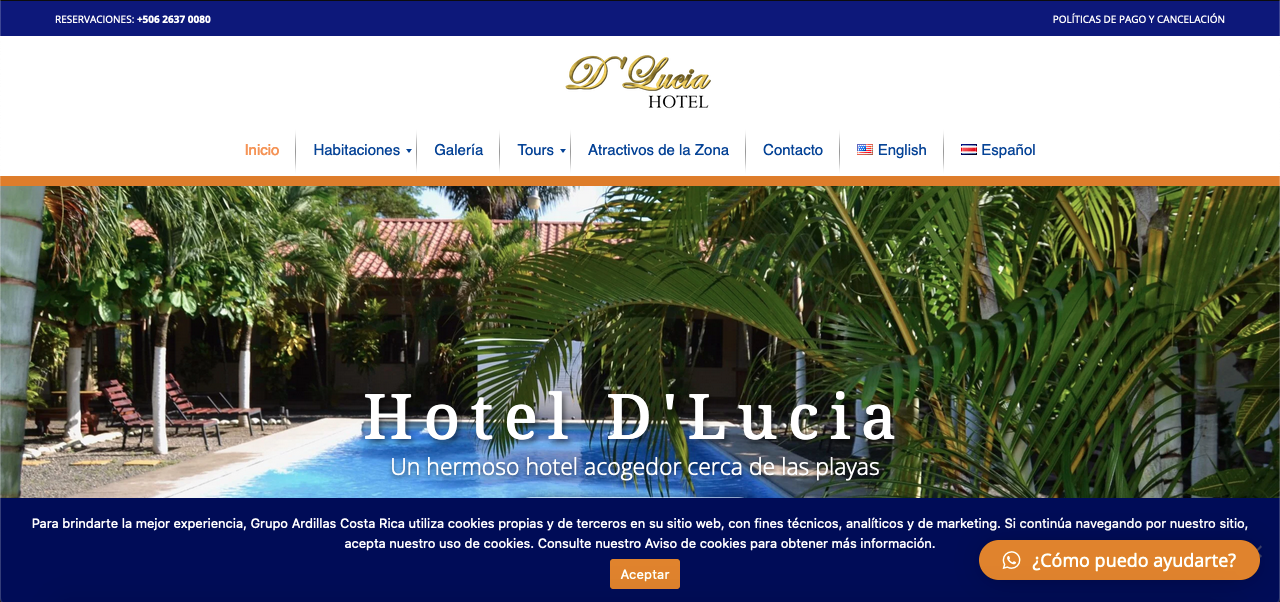 RESERVACIONES: +506 2637 0080
POLÍTICAS DE PAGO Y CANCELACIÓN
D'Lucia
HOTEL
Inicio
Habitaciones
Galería
Tours
Atractivos de la Zona
Contacto
English
Español
Hotel D'Lucia
Un hermoso hotel acogedor cerca de las playas
Para brindarte la mejor experiencia, Grupo Ardillas Costa Rica utiliza cookies propias y de terceros en su sitio web, con fines técnicos, analíticos y de marketing. Si continúa navegando por nuestro sitio,
acepta nuestro uso de cookies. Consulte nuestro Aviso de cookies para obtener más información.
Aceptar
¿Cómo puedo ayudarte?